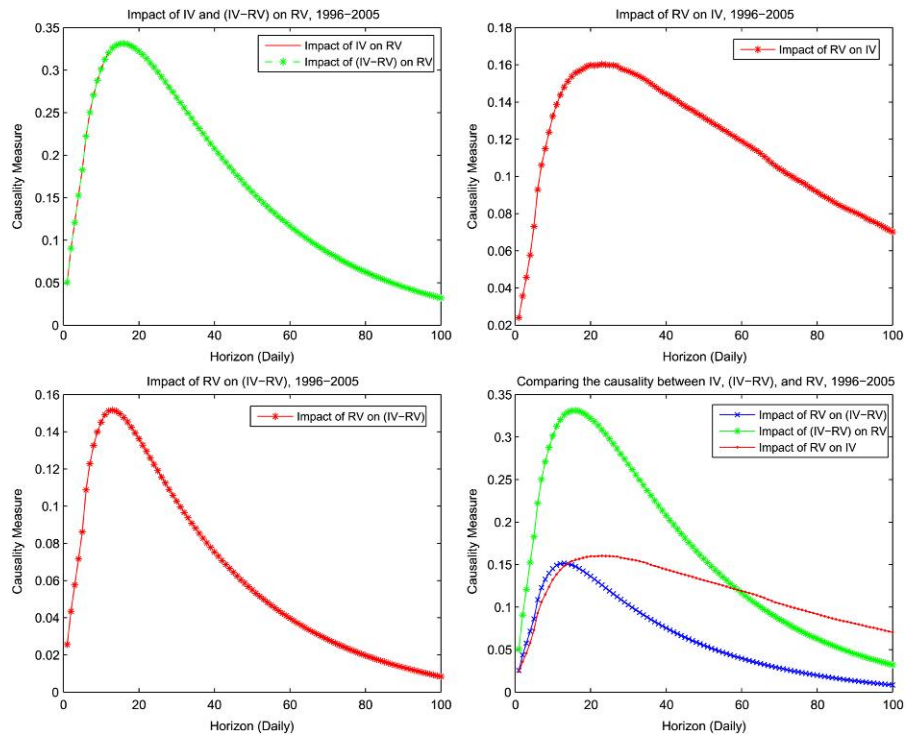 Impact of IV and (IV−RV) on RV, 1996−2005
Impact of IV on RV
Impact of (IV−RV) on RV
Causality Measure
0.35
0.3
0.25
0.2
0.15
0.1
0.05
0
0 20 40 60 80 100
Horizon (Daily)
Impact of RV on IV, 1996−2005
Impact of RV on IV
Causality Measure
0.18
0.16
0.14
0.12
0.1
0.08
0.06
0.04
0.02
0 20 40 60 80 100
Horizon (Daily)
Impact of RV on (IV−RV), 1996−2005
Impact of RV on (IV−RV)
Causality Measure
0.16
0.14
0.12
0.1
0.08
0.06
0.04
0.02
0
0 20 40 60 80 100
Horizon (Daily)
Comparing the causality between IV, (IV−RV), and RV, 1996−2005
Impact of RV on (IV−RV)
Impact of (IV−RV) on RV
Impact of RV on IV
Causality Measure
0.35
0.3
0.25
0.2
0.15
0.1
0.05
0
0 20 40 60 80 100
Horizon (Daily)